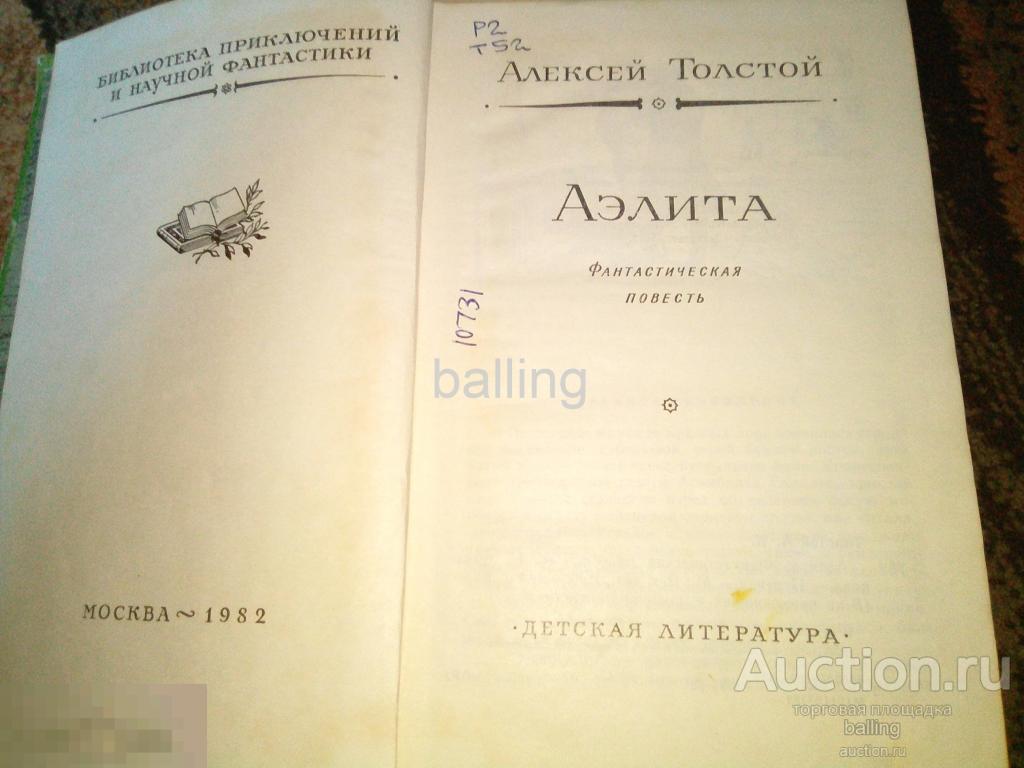 БИБЛИОТЕКА ПРИКЛЮЧЕНИЙ
И НАУЧНОЙ ФАНТАСТИКИ
МОСКВА ~ 1982
Р2
Т52
АЛЕКСЕЙ ТОЛСТОЙ
АЭЛИТА
ФАНТАСТИЧЕСКАЯ
ПОВЕСТЬ
10731
balling
·ДЕТСКАЯ ЛИТЕРАТУРА·
Auction.ru
торговая площадка
balling
auction.ru